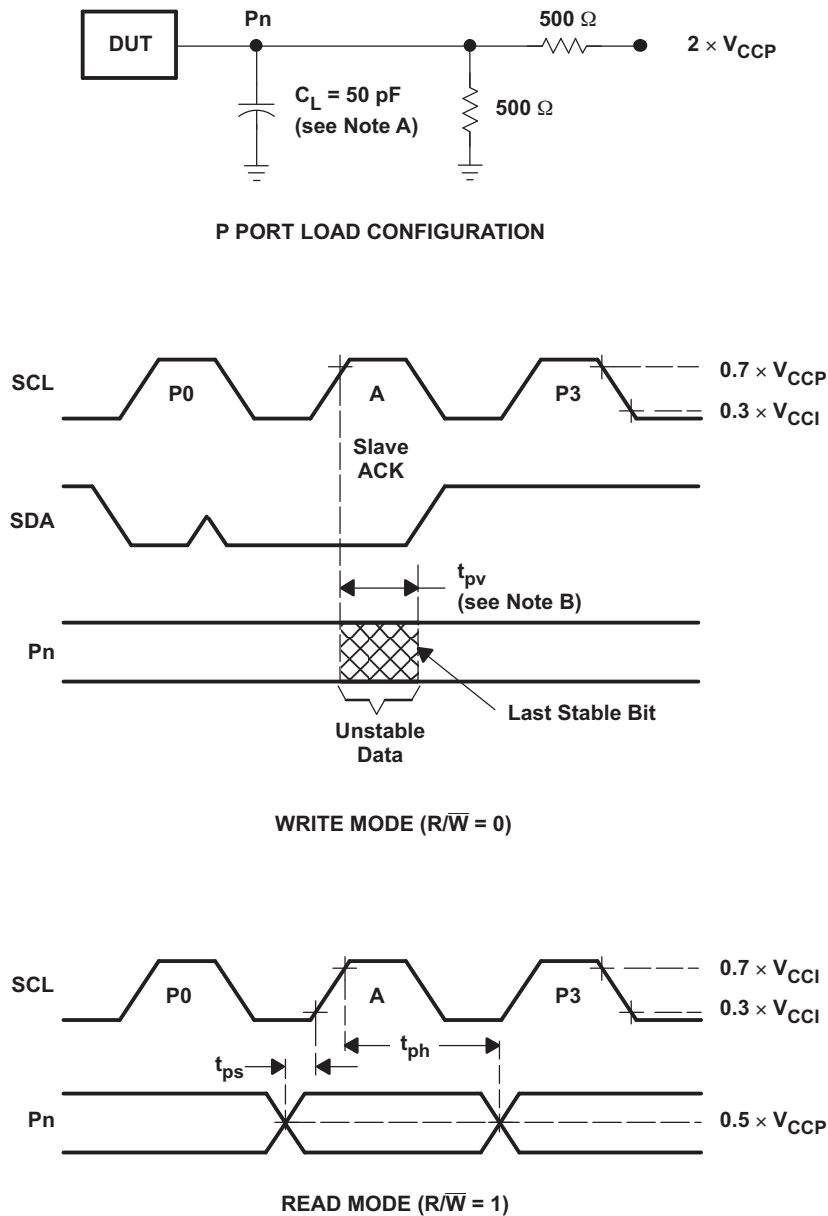 Pn
500 Ω
DUT
2 × VCCP
CL = 50 pF
(see Note A)
500 Ω
P PORT LOAD CONFIGURATION
SCL
P0
A
P3
0.7 × VCCP
0.3 × VCCI
Slave
ACK
SDA
tpv
(see Note B)
Pn
Last Stable Bit
Unstable
Data
WRITE MODE (R/W̅ = 0)
SCL
P0
A
P3
0.7 × VCCI
0.3 × VCCI
tps
tph
Pn
0.5 × VCCP
READ MODE (R/W̅ = 1)